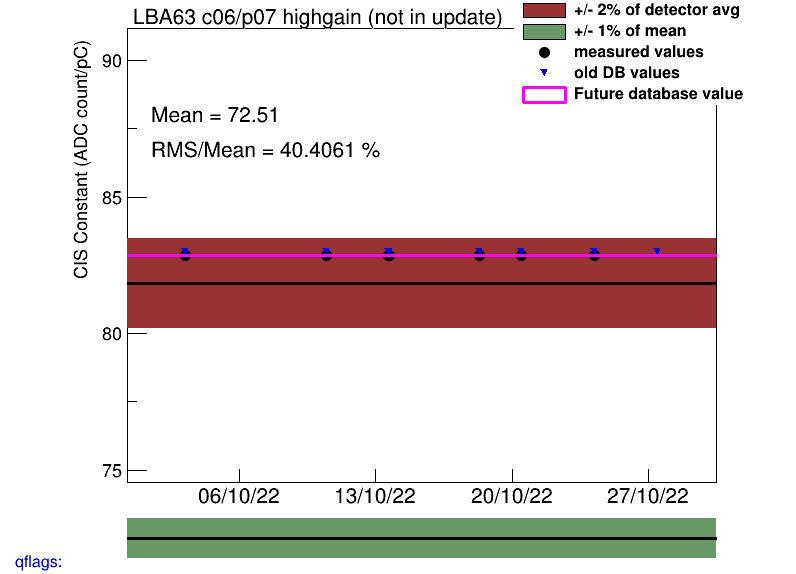 LBA63 c06/p07 highgain (not in update)
+/- 2% of detector avg
+/- 1% of mean
measured values
old DB values
Future database value
CIS Constant (ADC count/pC)
90
Mean = 72.51
RMS/Mean = 40.4061 %
85
80
75
06/10/22 13/10/22 20/10/22 27/10/22
qflags: